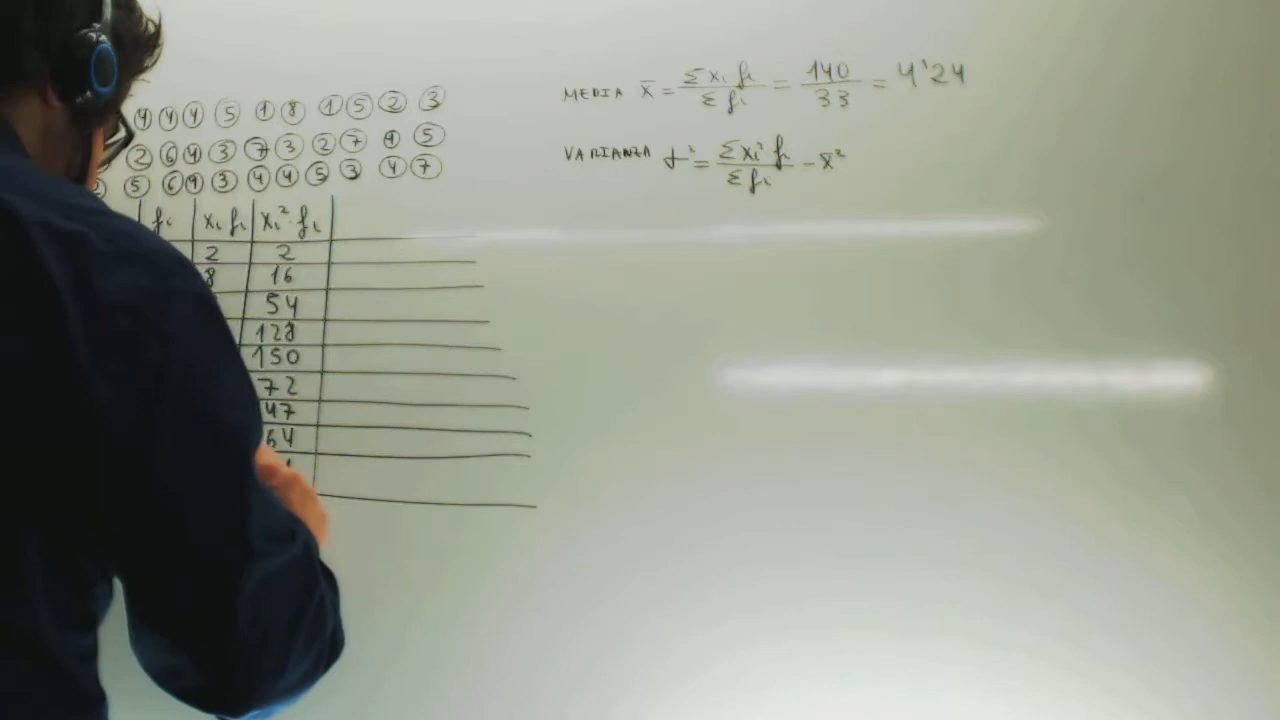 4 4 4 5 1 8 1 5 2 3
MEDIA x̄ = Σxᵢ fᵢ / Σfᵢ = 140 / 33 = 4'24
2 6 4 3 7 3 2 7 4 5
VARIANZA σ² = Σxᵢ² fᵢ / Σfᵢ - x̄²
5 6 4 3 4 4 5 3 4 7
fᵢ xᵢ fᵢ xᵢ²·fᵢ
2 2
8 16
54
128
150
72
47
64